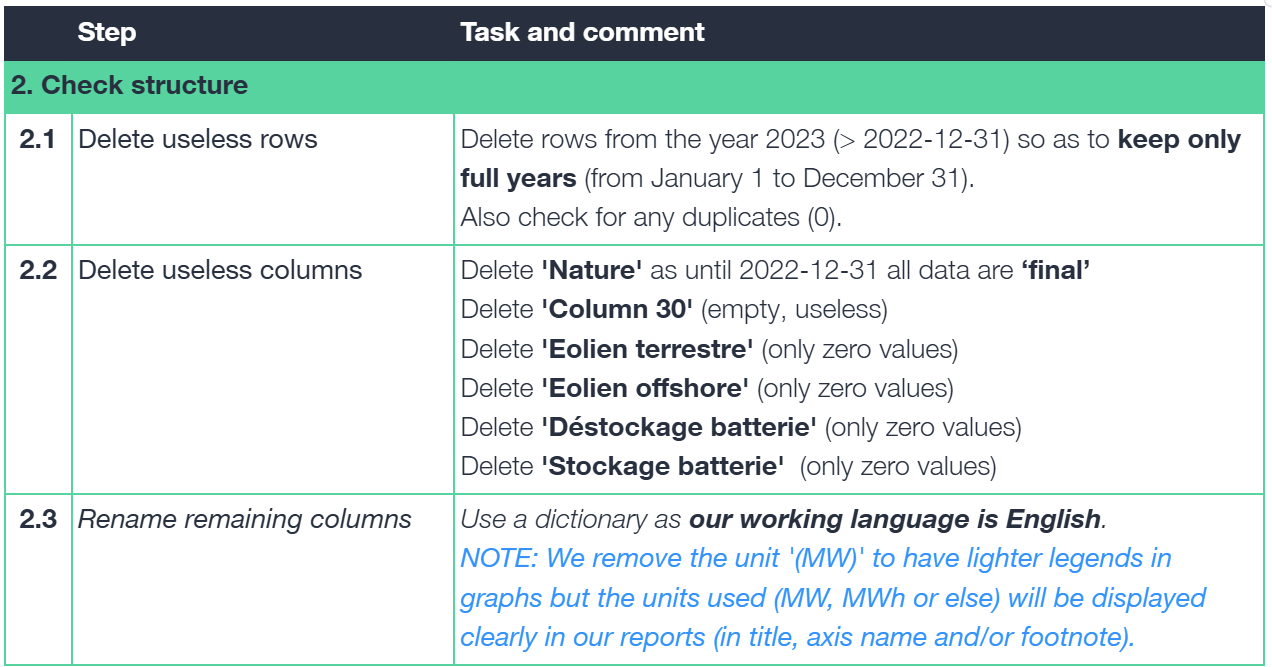 Step Task and comment
2. Check structure
2.1 Delete useless rows Delete rows from the year 2023 (> 2022-12-31) so as to keep only
full years (from January 1 to December 31).
Also check for any duplicates (0).
2.2 Delete useless columns Delete 'Nature' as until 2022-12-31 all data are ‘final’
Delete 'Column 30' (empty, useless)
Delete 'Eolien terrestre' (only zero values)
Delete 'Eolien offshore' (only zero values)
Delete 'Déstockage batterie' (only zero values)
Delete 'Stockage batterie' (only zero values)
2.3 Rename remaining columns Use a dictionary as our working language is English.
NOTE: We remove the unit '(MW)' to have lighter legends in
graphs but the units used (MW, MWh or else) will be displayed
clearly in our reports (in title, axis name and/or footnote).